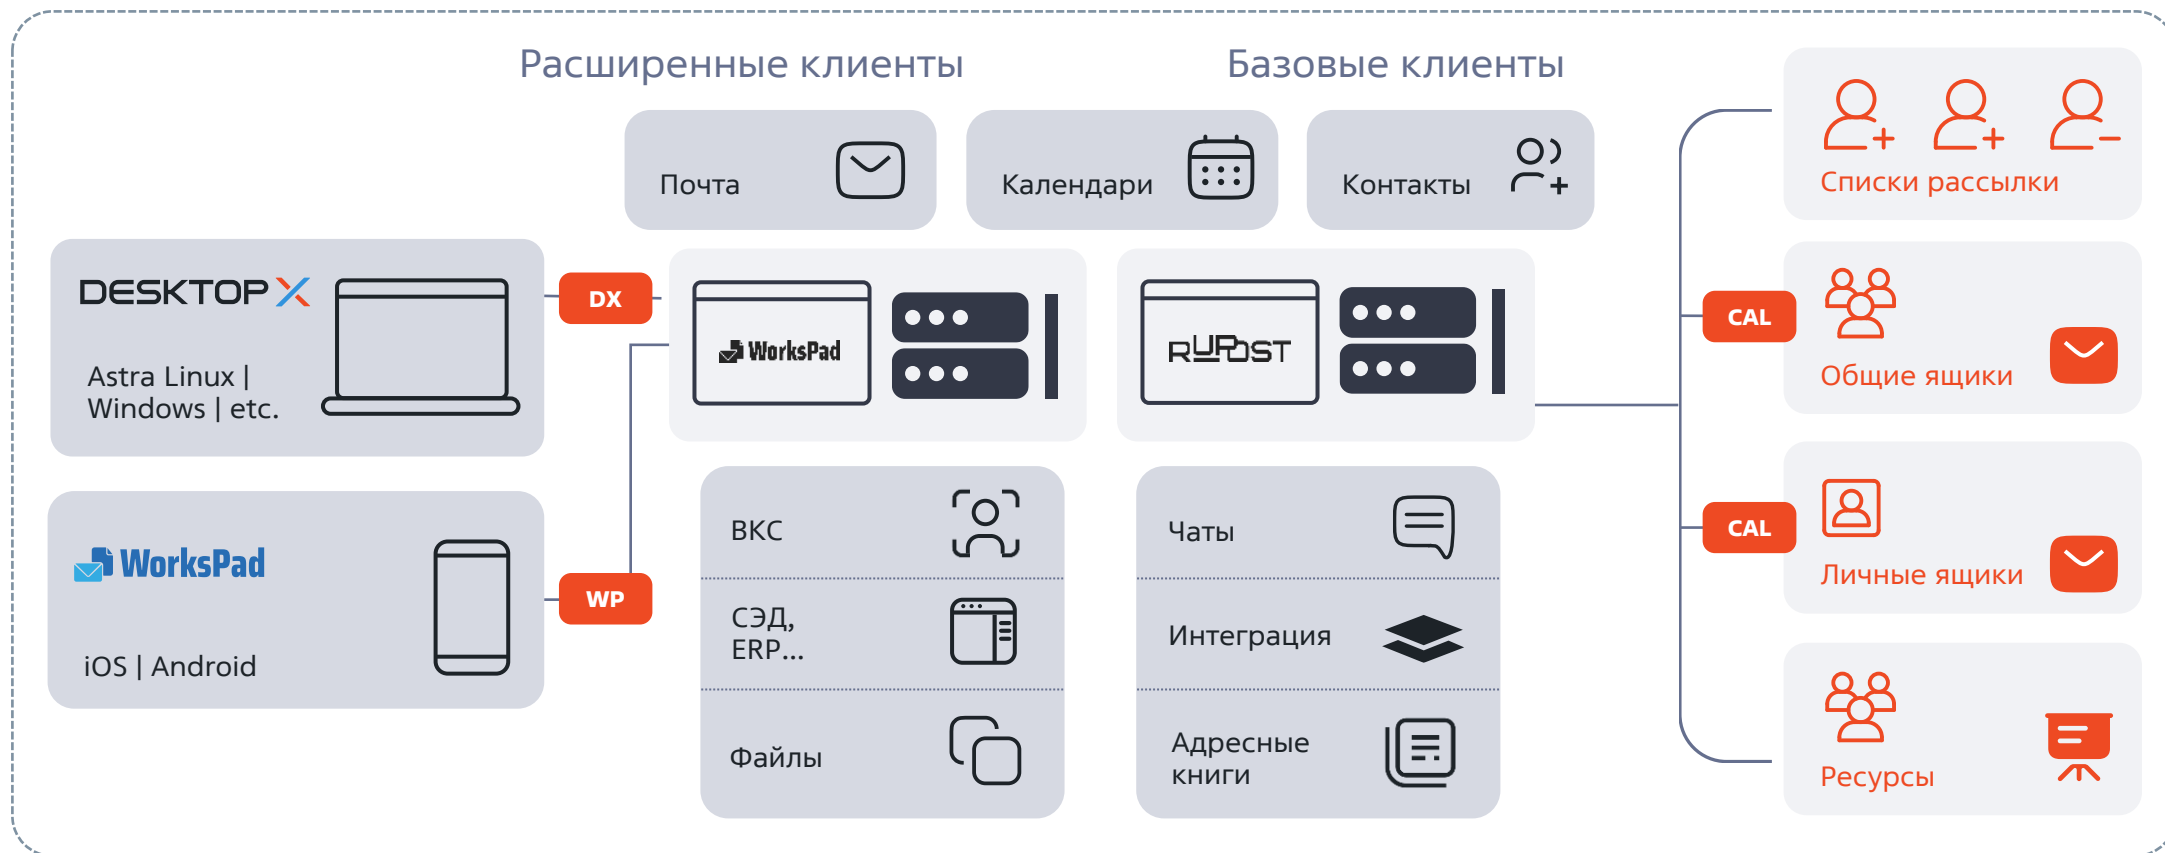 Расширенные клиенты
Базовые клиенты
Почта
Календари
Контакты
DESKTOPX
Astra Linux |
Windows | etc.
DX
WorksPad
RUPOST
WorksPad
iOS | Android
WP
ВКС
СЭД,
ERP...
Файлы
Чаты
Интеграция
Адресные
книги
Списки рассылки
CAL
Общие ящики
CAL
Личные ящики
Ресурсы